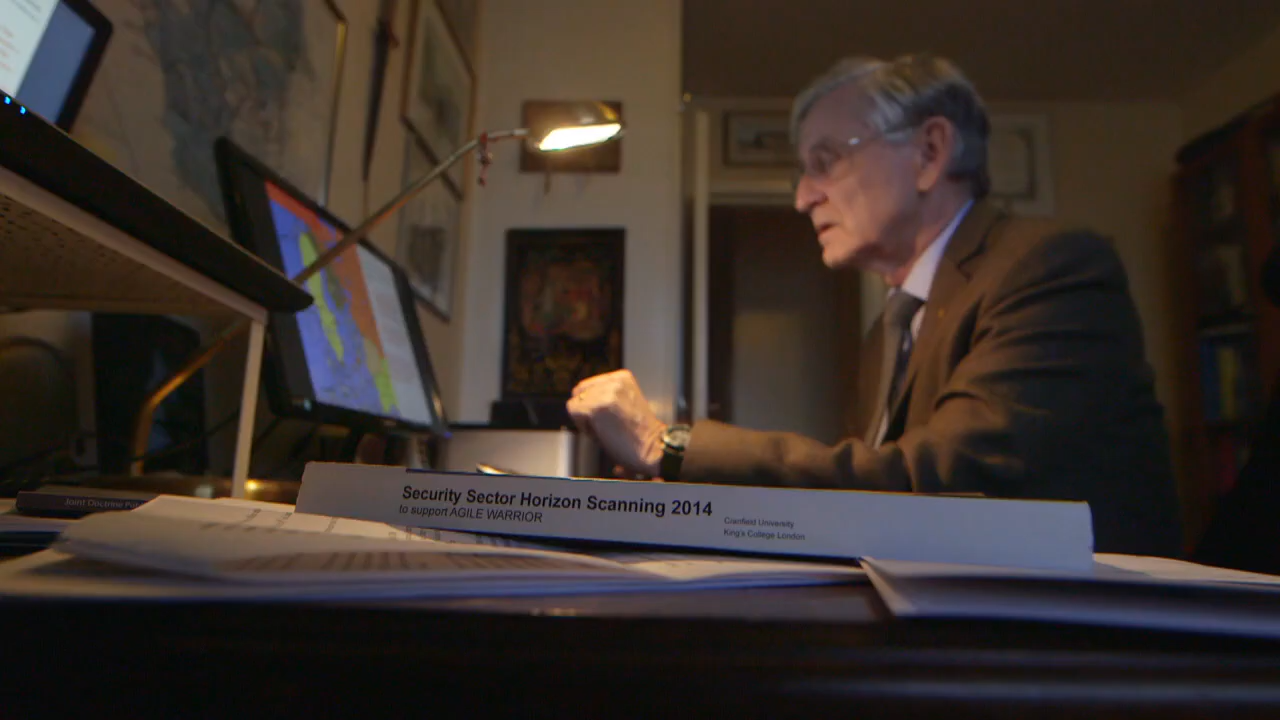 Security Sector Horizon Scanning 2014
to support AGILE WARRIOR
Cranfield University
King's College London
Joint Doctrine